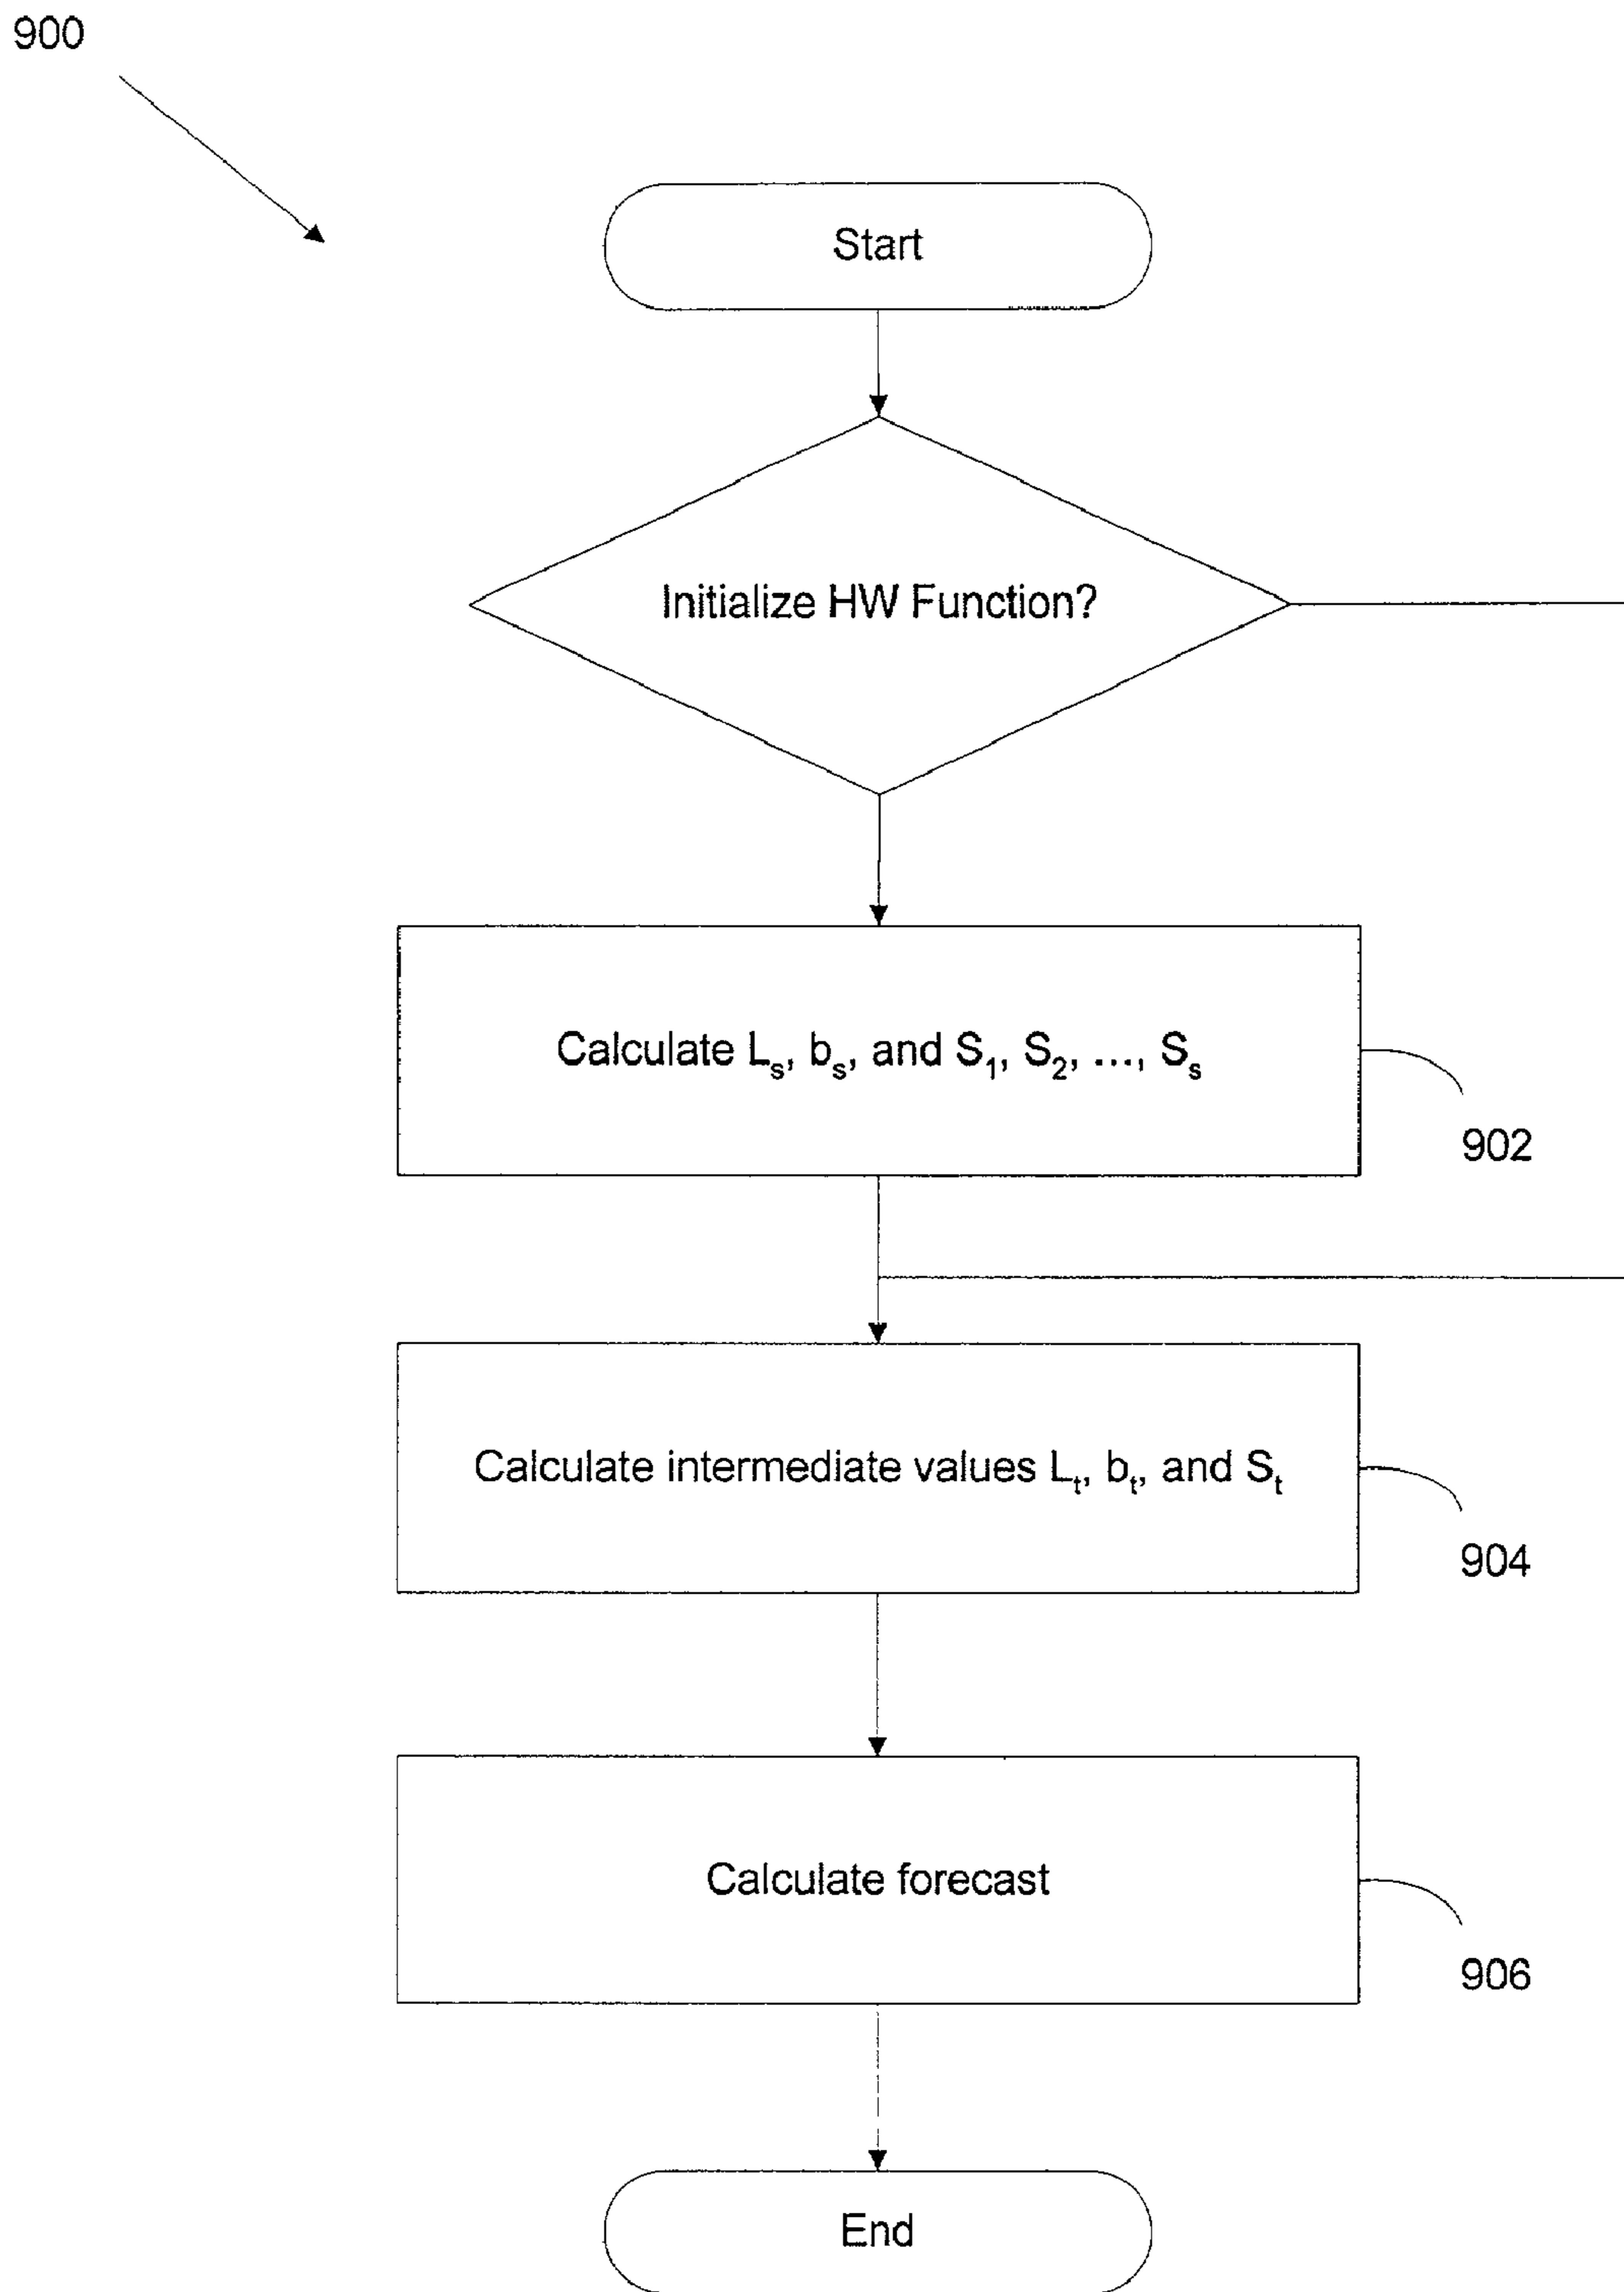 900
Start
Initialize HW Function?
Calculate Ls, bs, and S1, S2, ..., Ss
902
Calculate intermediate values Lt, bt, and St
904
Calculate forecast
906
End